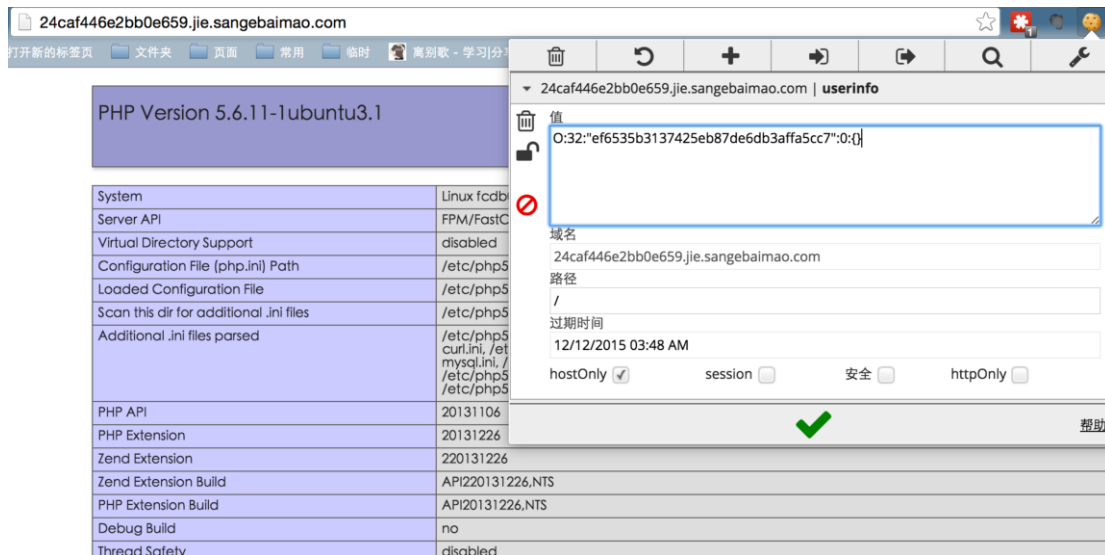 24caf446e2bb0e659.jie.sangebaimao.com
打开新的标签页 文件夹 页面 常用 临时 离别歌 - 学习|分
24caf446e2bb0e659.jie.sangebaimao.com | userinfo
值
O:32:"ef6535b3137425eb87de6db3affa5cc7":0:{}
域名
24caf446e2bb0e659.jie.sangebaimao.com
路径
/
过期时间
12/12/2015 03:48 AM
hostOnly session 安全 httpOnly
帮助
PHP Version 5.6.11-1ubuntu3.1
System Linux fcdb
Server API FPM/FastC
Virtual Directory Support disabled
Configuration File (php.ini) Path /etc/php5
Loaded Configuration File /etc/php5
Scan this dir for additional .ini files /etc/php5
Additional .ini files parsed /etc/php5
curl.ini, /et
mysql.ini, /
/etc/php5
/etc/php5
PHP API 20131106
PHP Extension 20131226
Zend Extension 220131226
Zend Extension Build API220131226,NTS
PHP Extension Build API20131226,NTS
Debug Build no
Thread Safety disabled